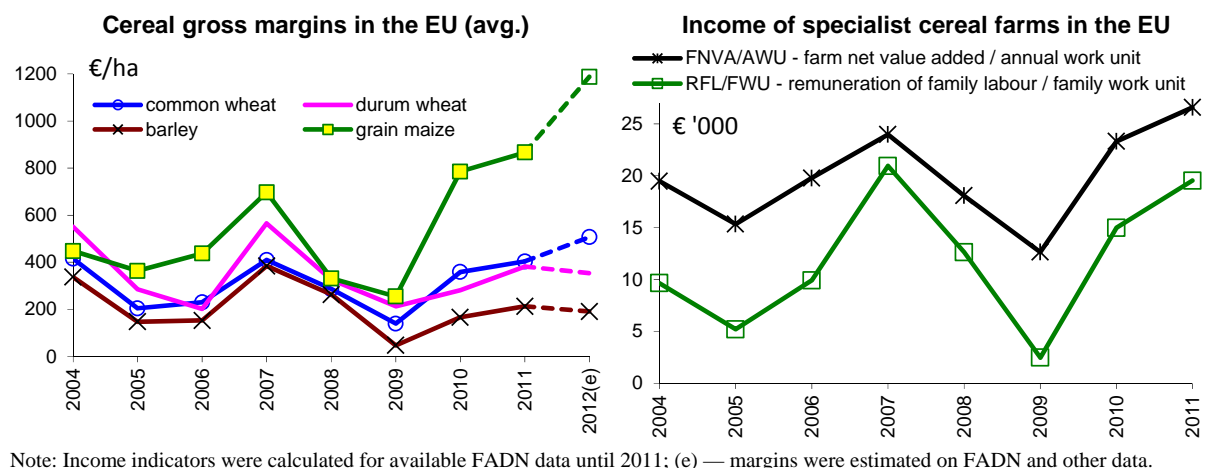 Cereal gross margins in the EU (avg.)
€/ha
common wheat
durum wheat
barley
grain maize
1200
1000
800
600
400
200
0
2004
2005
2006
2007
2008
2009
2010
2011
2012(e)
Income of specialist cereal farms in the EU
FNVA/AWU - farm net value added / annual work unit
RFL/FWU - remuneration of family labour / family work unit
€ '000
25
20
15
10
5
0
2004
2005
2006
2007
2008
2009
2010
2011
Note: Income indicators were calculated for available FADN data until 2011; (e) — margins were estimated on FADN and other data.